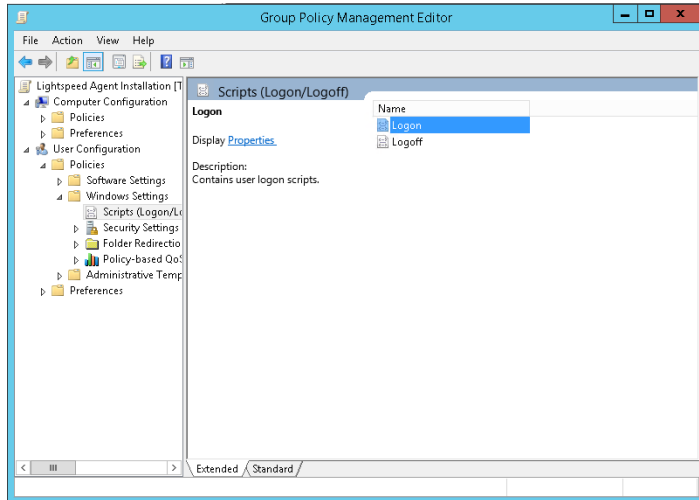 Group Policy Management Editor
File Action View Help
Lightspeed Agent Installation [T
Computer Configuration
Policies
Preferences
User Configuration
Policies
Software Settings
Windows Settings
Scripts (Logon/Lo
Security Settings
Folder Redirectio
Policy-based QoS
Administrative Temp
Preferences
Scripts (Logon/Logoff)
Logon
Display Properties
Description:
Contains user logon scripts.
Name
Logon
Logoff
Extended Standard